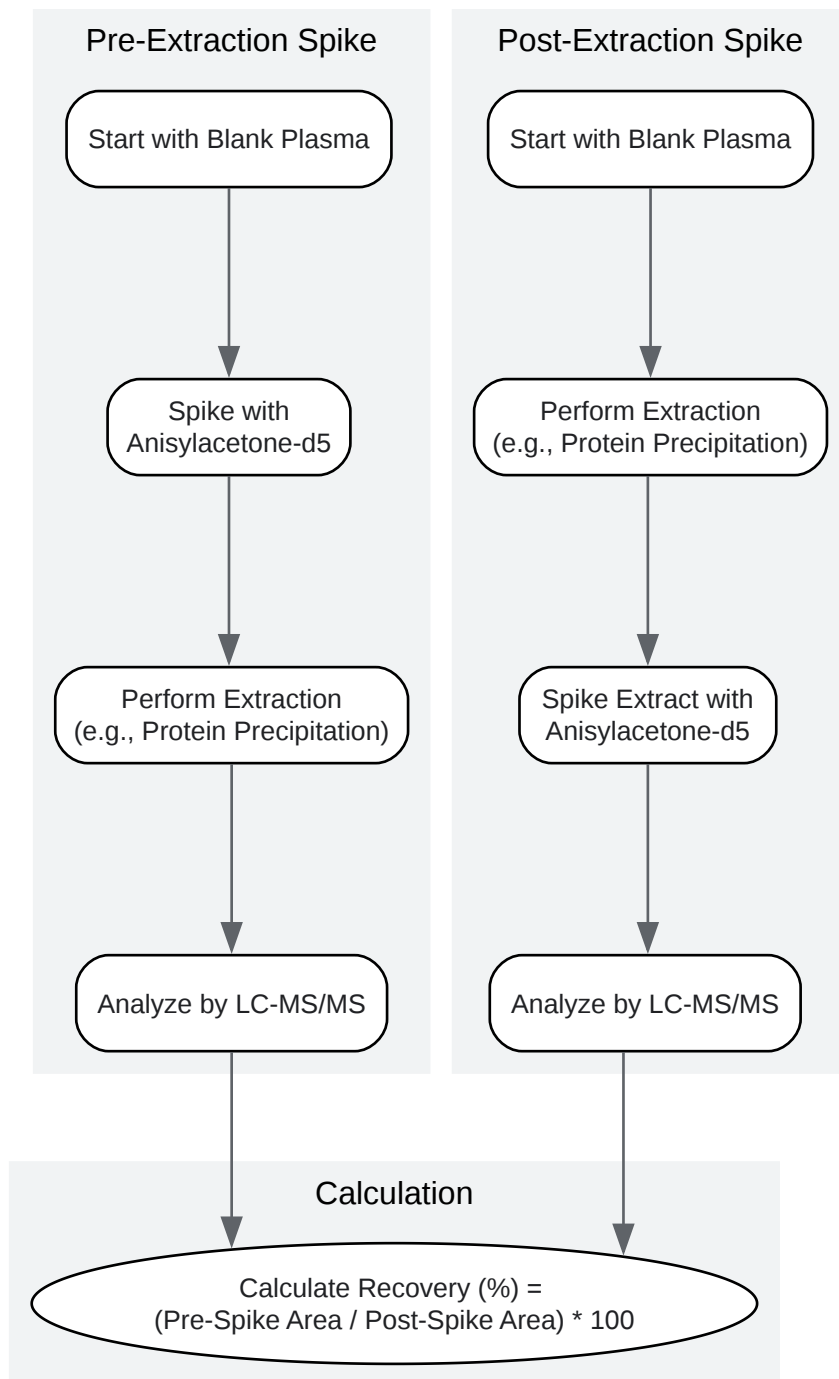 Pre-Extraction Spike
Start with Blank Plasma
Spike with
Anisylacetone-d5
Perform Extraction
(e.g., Protein Precipitation)
Analyze by LC-MS/MS
Post-Extraction Spike
Start with Blank Plasma
Perform Extraction
(e.g., Protein Precipitation)
Spike Extract with
Anisylacetone-d5
Analyze by LC-MS/MS
Calculation
Calculate Recovery (%) =
(Pre-Spike Area / Post-Spike Area) * 100